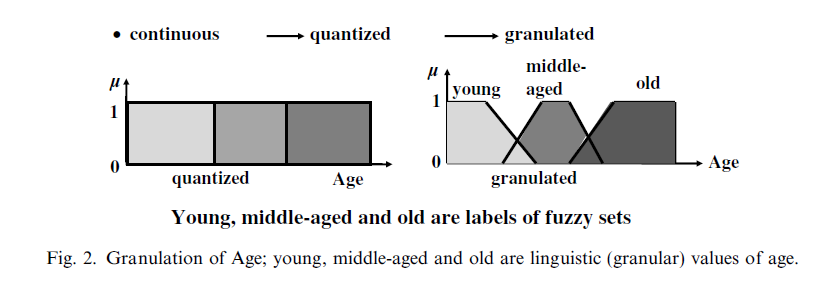 • continuous → quantized → granulated
μ
1
0
quantized
Age
μ
1
0
young
middle-
aged
old
granulated
Age
Young, middle-aged and old are labels of fuzzy sets
Fig. 2. Granulation of Age; young, middle-aged and old are linguistic (granular) values of age.